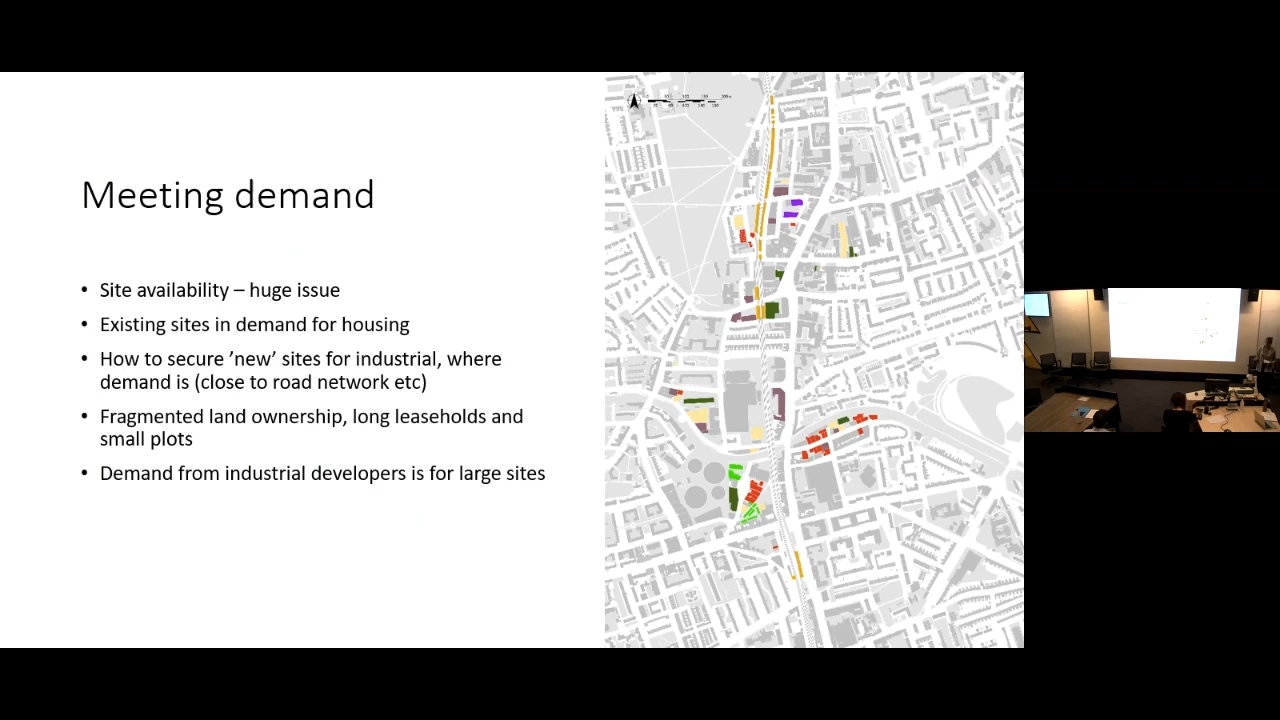 Meeting demand
• Site availability – huge issue
• Existing sites in demand for housing
• How to secure ’new’ sites for industrial, where
demand is (close to road network etc)
• Fragmented land ownership, long leaseholds and
small plots
• Demand from industrial developers is for large sites